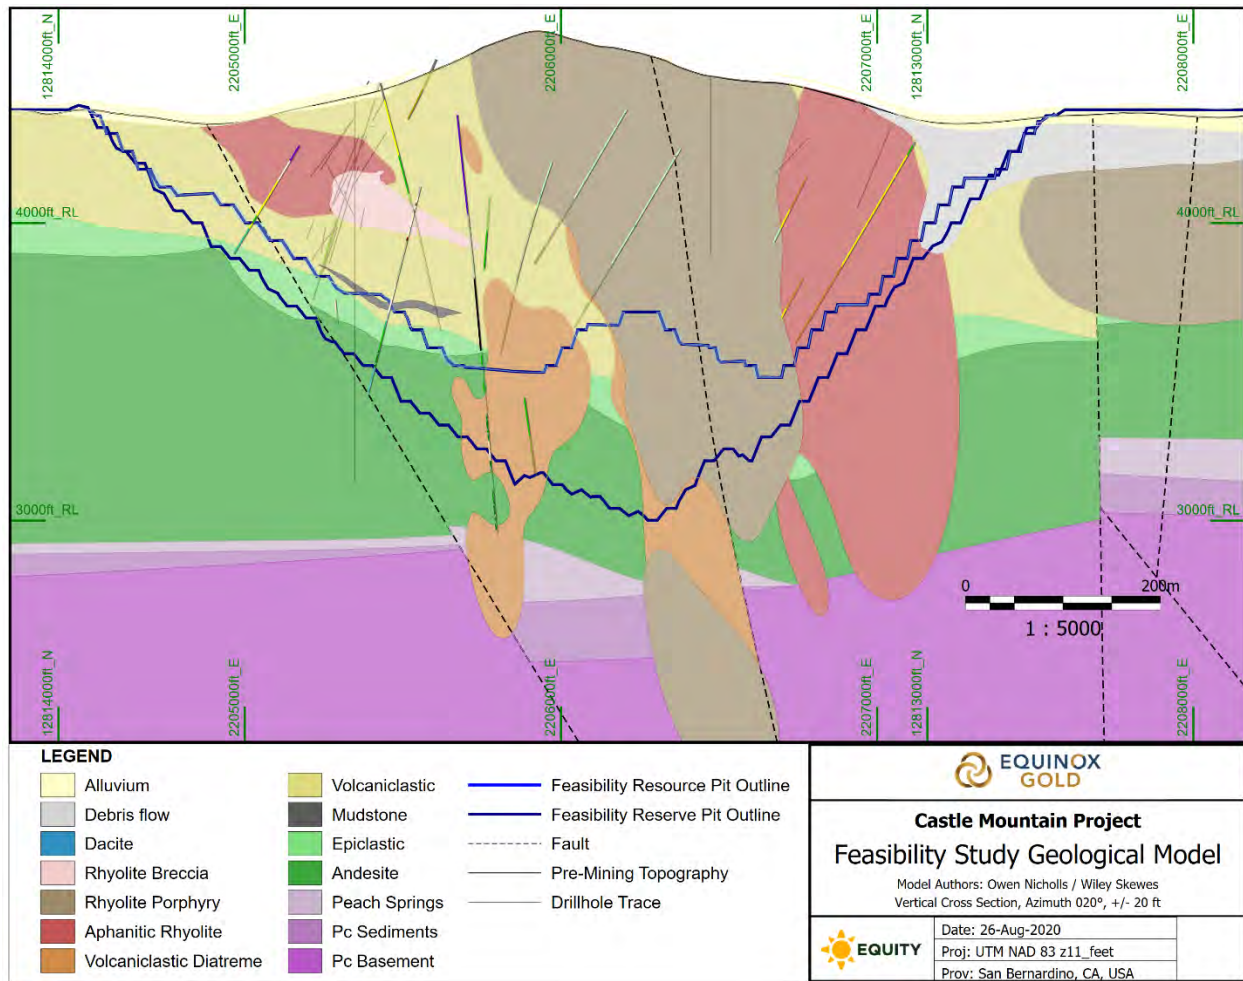 12814000ft_N
2205000ft_E
2206000ft_E
2207000ft_E
12813000ft_N
2208000ft_E
4000ft_RL
4000ft_RL
3000ft_RL
3000ft_RL
0 200m
1 : 5000
12814000ft_N
2205000ft_E
2206000ft_E
2207000ft_E
12813000ft_N
2208000ft_E
LEGEND
Alluvium
Debris flow
Dacite
Rhyolite Breccia
Rhyolite Porphyry
Aphanitic Rhyolite
Volcaniclastic Diatreme
Volcaniclastic
Mudstone
Epiclastic
Andesite
Peach Springs
Pc Sediments
Pc Basement
Feasibility Resource Pit Outline
Feasibility Reserve Pit Outline
Fault
Pre-Mining Topography
Drillhole Trace
EQUINOX
GOLD
Castle Mountain Project
Feasibility Study Geological Model
Model Authors: Owen Nicholls / Wiley Skewes
Vertical Cross Section, Azimuth 020°, +/- 20 ft
EQUITY
Date: 26-Aug-2020
Proj: UTM NAD 83 z11_feet
Prov: San Bernardino, CA, USA